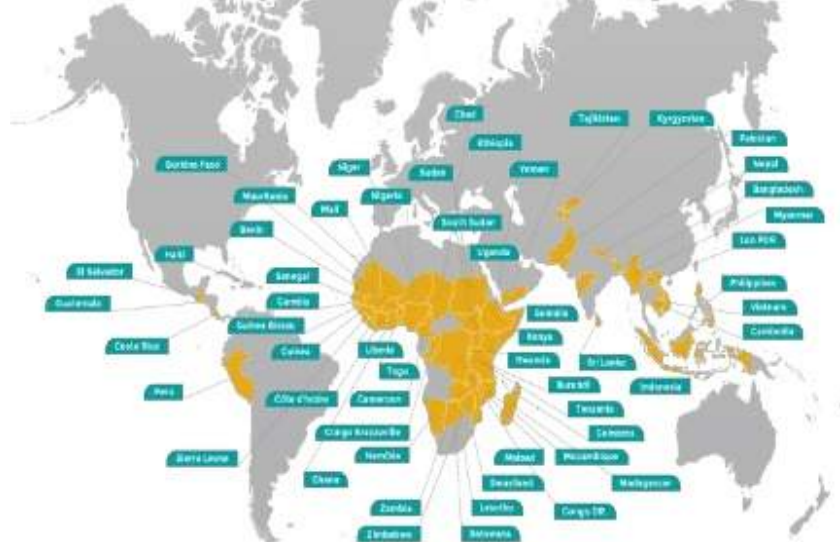 Chad
Tajikistan
Kyrgyzstan
Pakistan
Ethiopia
Burkina Faso
Niger
Sudan
Yemen
Nepal
Mauritania
Nigeria
Bangladesh
Mali
South Sudan
Myanmar
Benin
Lao PDR
Haiti
Uganda
El Salvador
Senegal
Philippines
Guatemala
Gambia
Somalia
Vietnam
Guinea Bissau
Kenya
Cambodia
Costa Rica
Guinea
Liberia
Rwanda
Sri Lanka
Togo
Burundi
Indonesia
Peru
Côte d'Ivoire
Cameroon
Tanzania
Congo Brazzaville
Comoros
Sierra Leone
Namibia
Malawi
Mozambique
Ghana
Swaziland
Madagascar
Zambia
Lesotho
Congo DR
Zimbabwe
Botswana